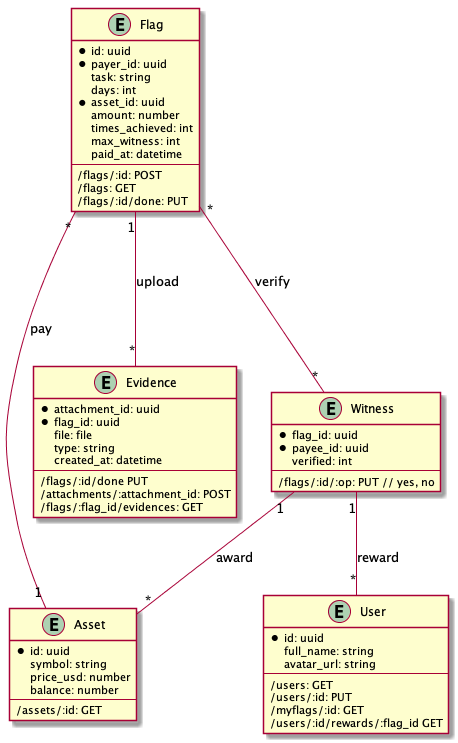 E Flag
id: uuid
payer_id: uuid
task: string
days: int
asset_id: uuid
amount: number
times_achieved: int
max_witness: int
paid_at: datetime
/flags/:id: POST
/flags: GET
/flags/:id/done: PUT
* 1 *
pay
upload
verify
* *
E Evidence
attachment_id: uuid
flag_id: uuid
file: file
type: string
created_at: datetime
/flags/:id/done PUT
/attachments/:attachment_id: POST
/flags/:flag_id/evidences: GET
E Witness
flag_id: uuid
payee_id: uuid
verified: int
/flags/:id/:op: PUT // yes, no
1 1
award
reward
1 * *
E Asset
id: uuid
symbol: string
price_usd: number
balance: number
/assets/:id: GET
E User
id: uuid
full_name: string
avatar_url: string
/users: GET
/users/:id: PUT
/myflags/:id: GET
/users/:id/rewards/:flag_id GET